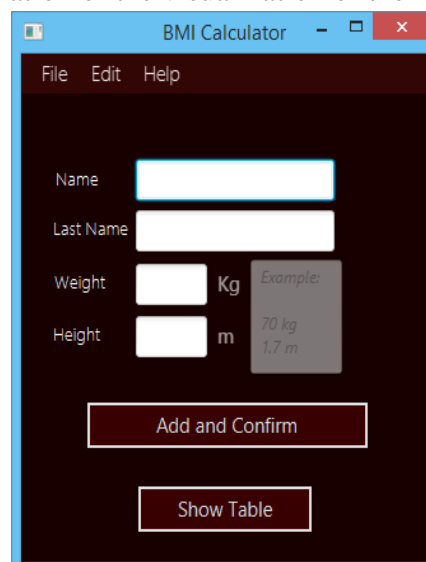 BMI Calculator
File Edit Help
Name
Last Name
Weight Kg
Example:
70 kg
Height m
1.7 m
Add and Confirm
Show Table